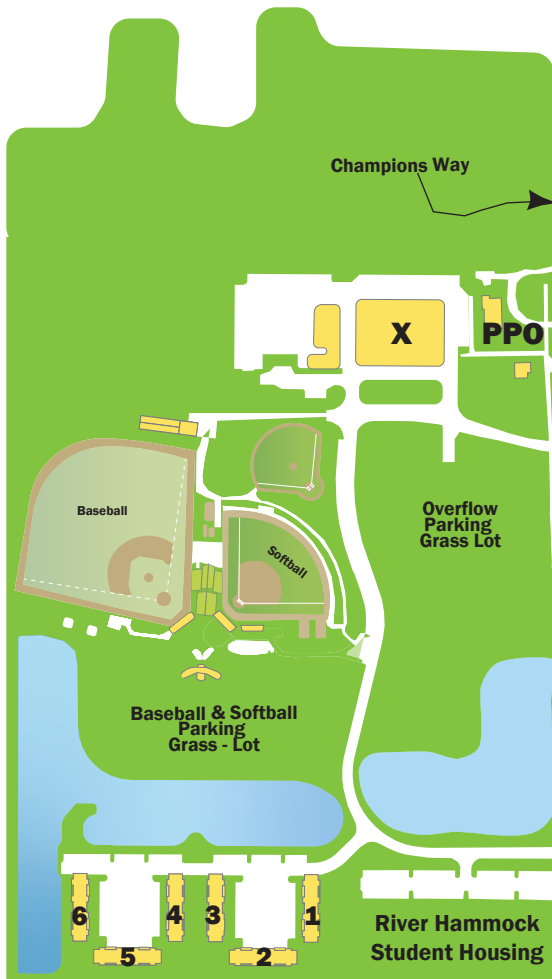 Champions Way
X
PPO
Baseball
Overflow
Parking
Grass Lot
Softball
Baseball & Softball
Parking
Grass - Lot
6
4
3
1
5
2
River Hammock
Student Housing